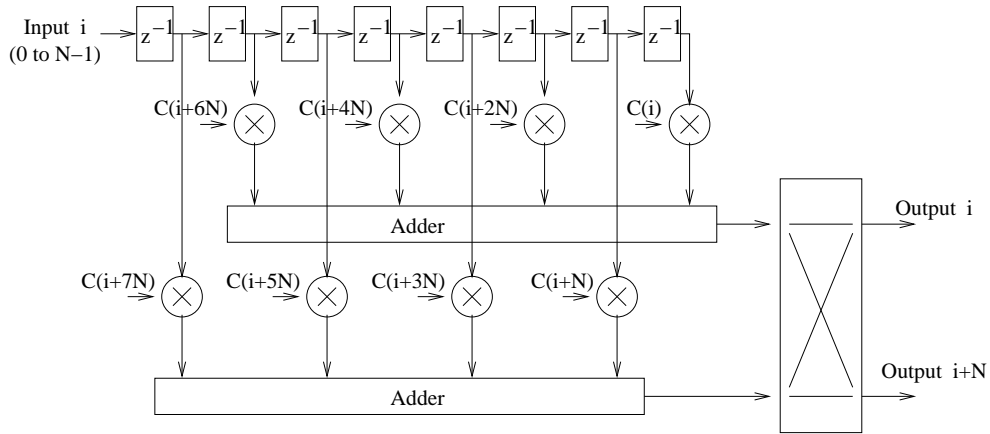 Input i
(0 to N−1)
z⁻¹ z⁻¹ z⁻¹ z⁻¹ z⁻¹ z⁻¹ z⁻¹ z⁻¹
C(i+6N) C(i+4N) C(i+2N) C(i)
Adder
Output i
C(i+7N) C(i+5N) C(i+3N) C(i+N)
Output i+N
Adder